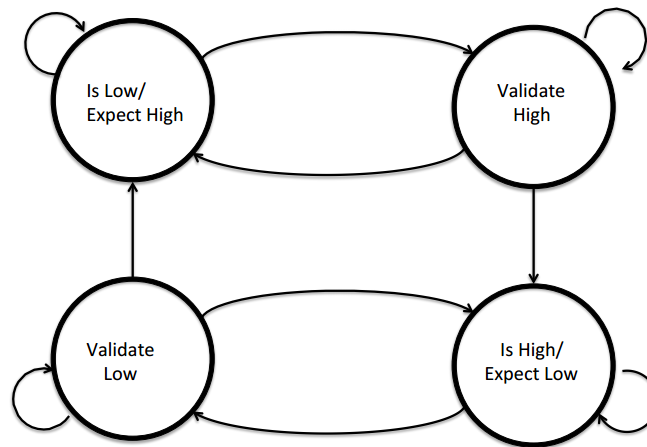 Is Low/
Expect High
Validate
High
Validate
Low
Is High/
Expect Low